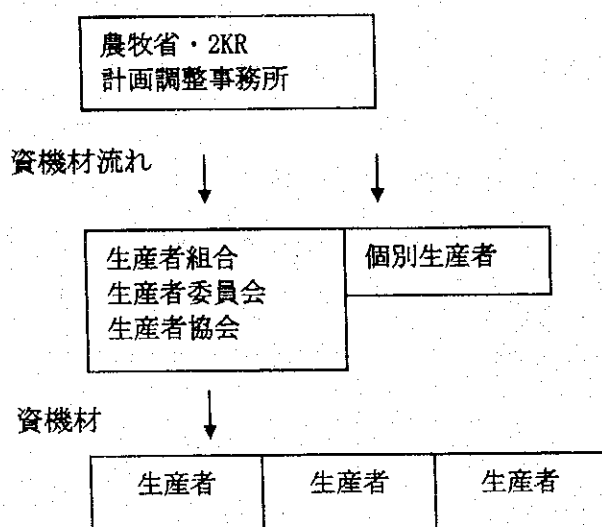 農牧省・2KR
計画調整事務所
資機材流れ
生産者組合
生産者委員会
生産者協会
個別生産者
資機材
生産者
生産者
生産者